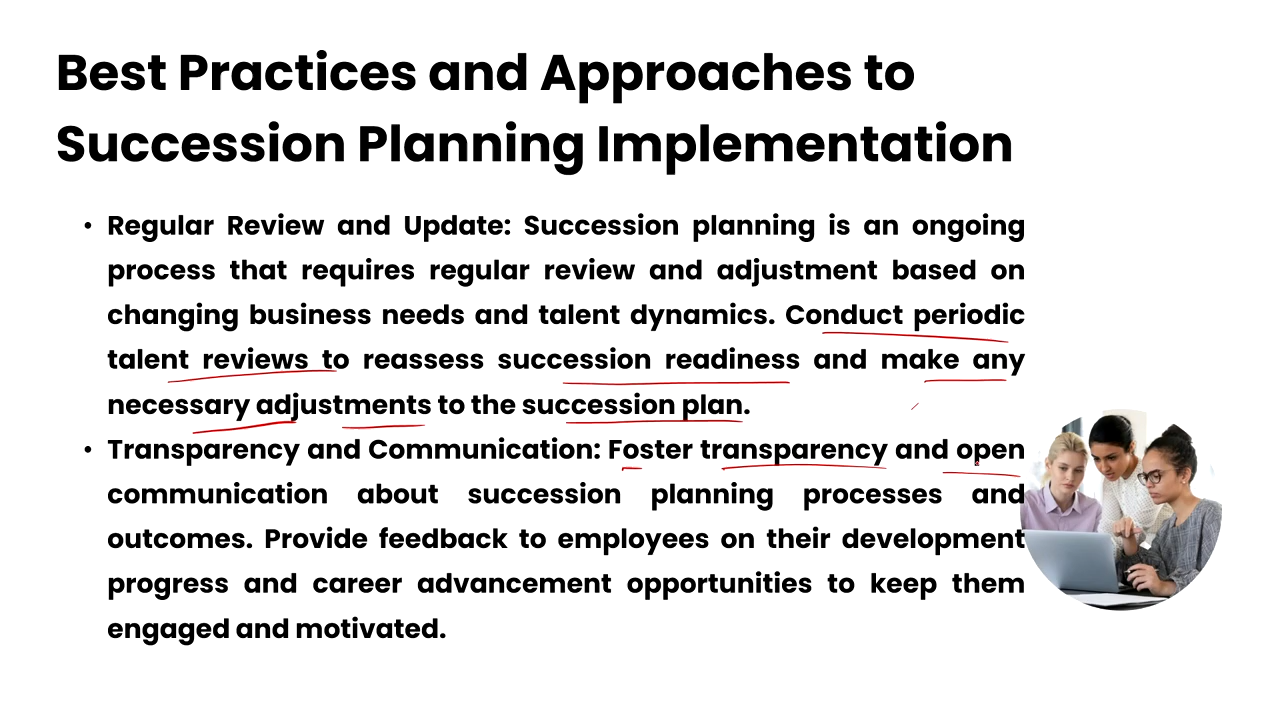 Best Practices and Approaches to
Succession Planning Implementation
• Regular Review and Update: Succession planning is an ongoing
process that requires regular review and adjustment based on
changing business needs and talent dynamics. Conduct periodic
talent reviews to reassess succession readiness and make any
necessary adjustments to the succession plan.
• Transparency and Communication: Foster transparency and open
communication about succession planning processes and
outcomes. Provide feedback to employees on their development
progress and career advancement opportunities to keep them
engaged and motivated.